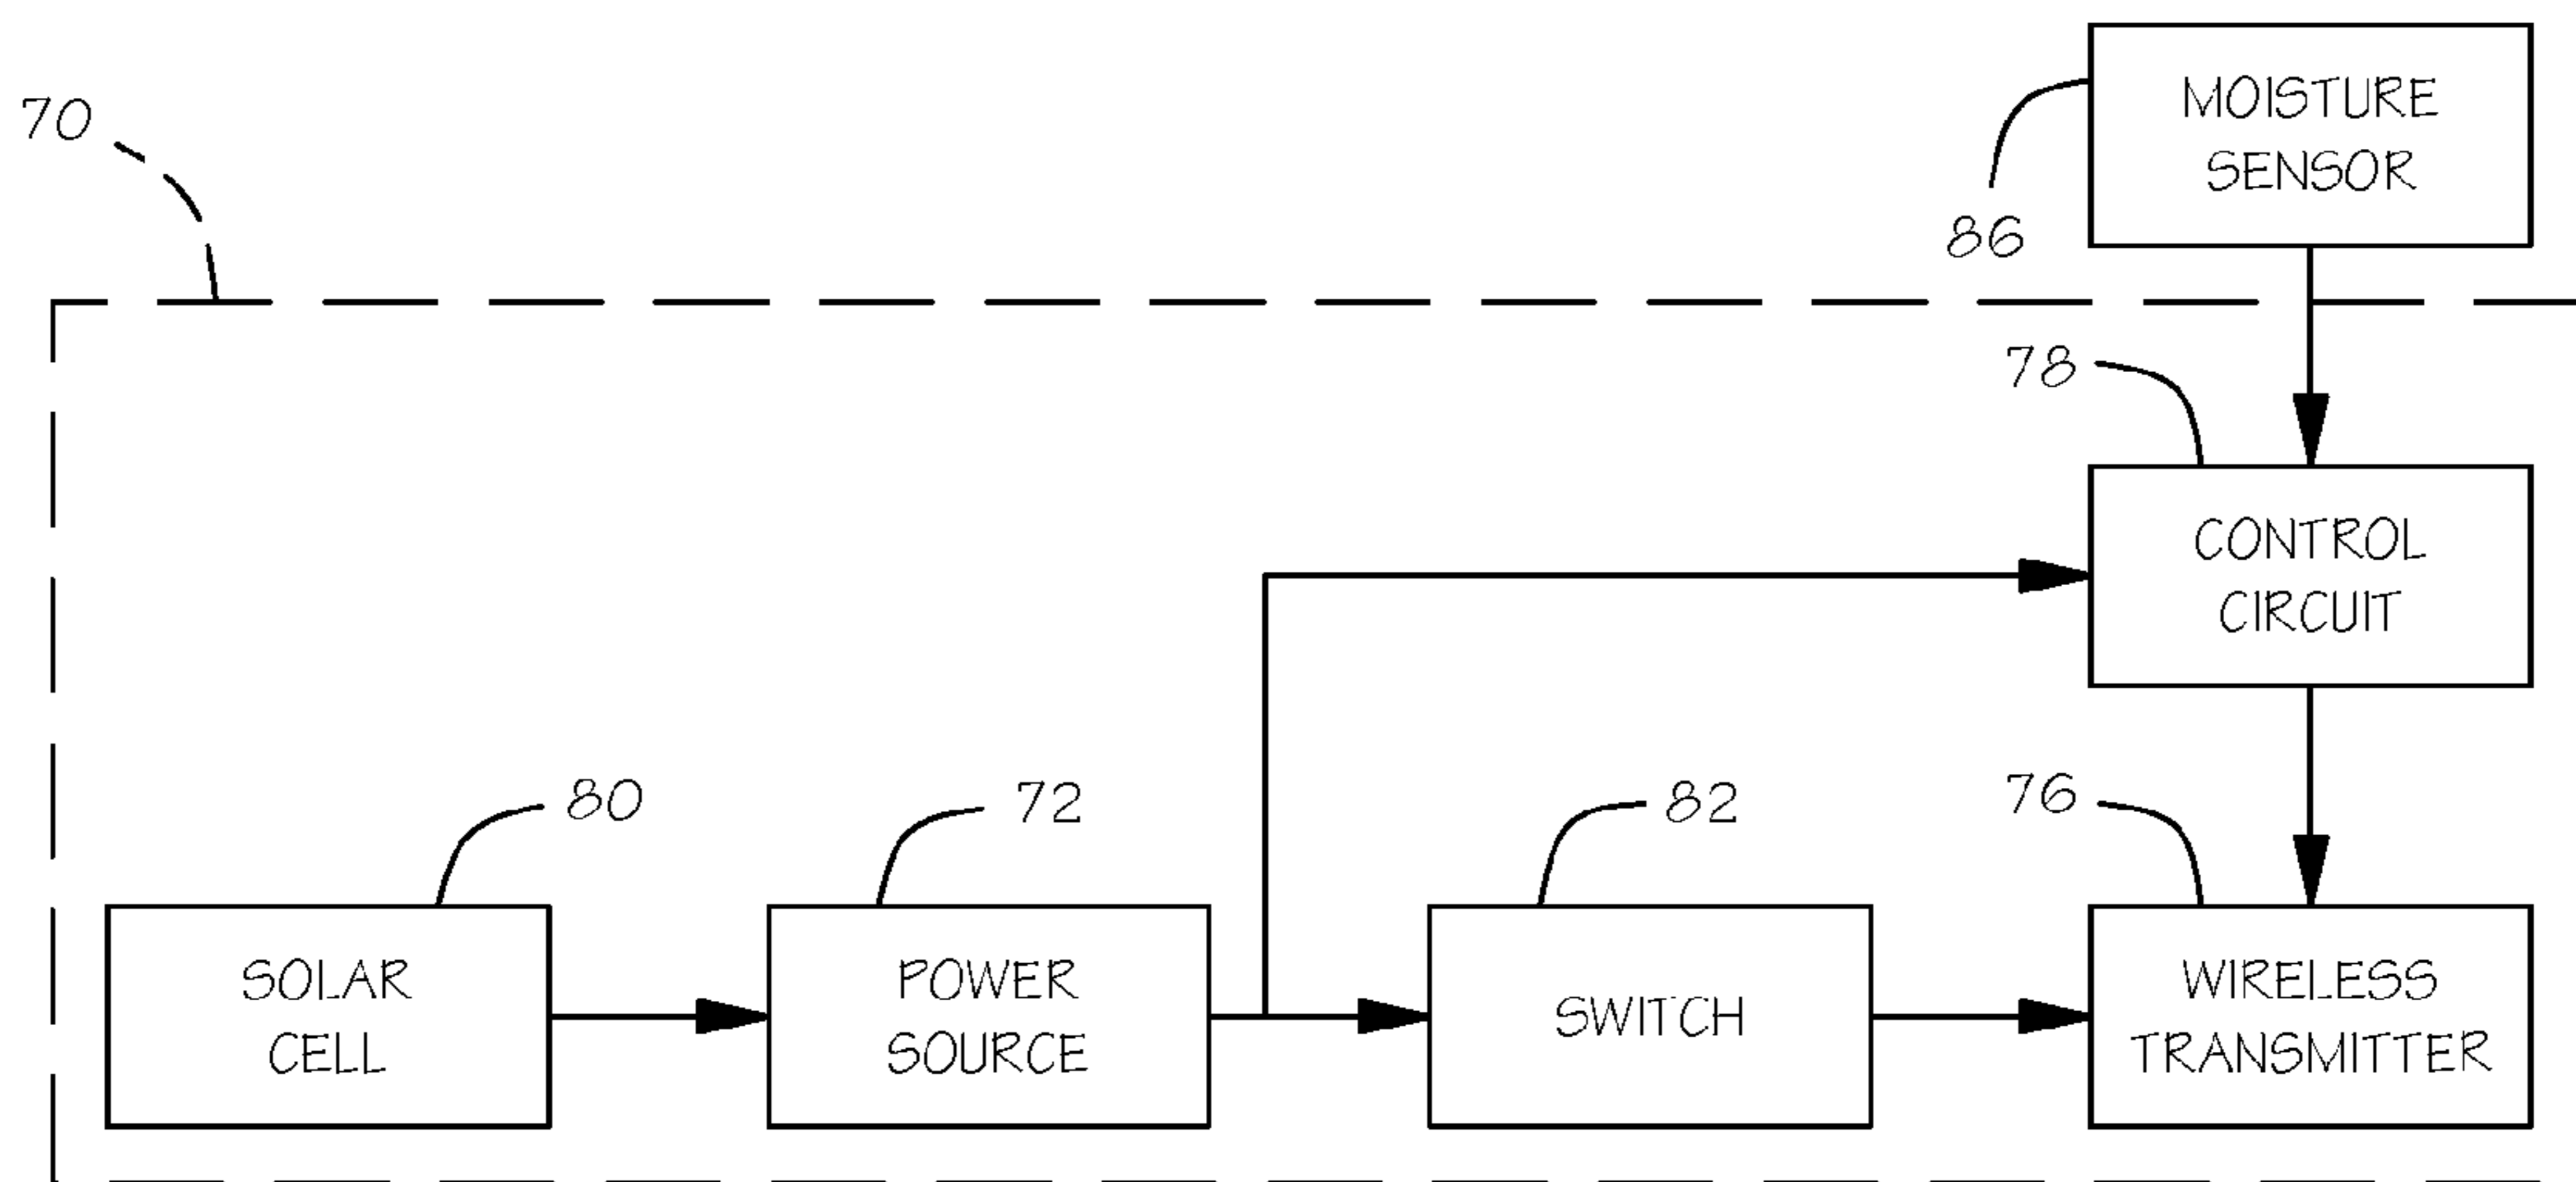 70
MOISTURE
SENSOR
86
78
CONTROL
CIRCUIT
80
72
82
76
SOLAR
CELL
POWER
SOURCE
SWITCH
WIRELESS
TRANSMITTER